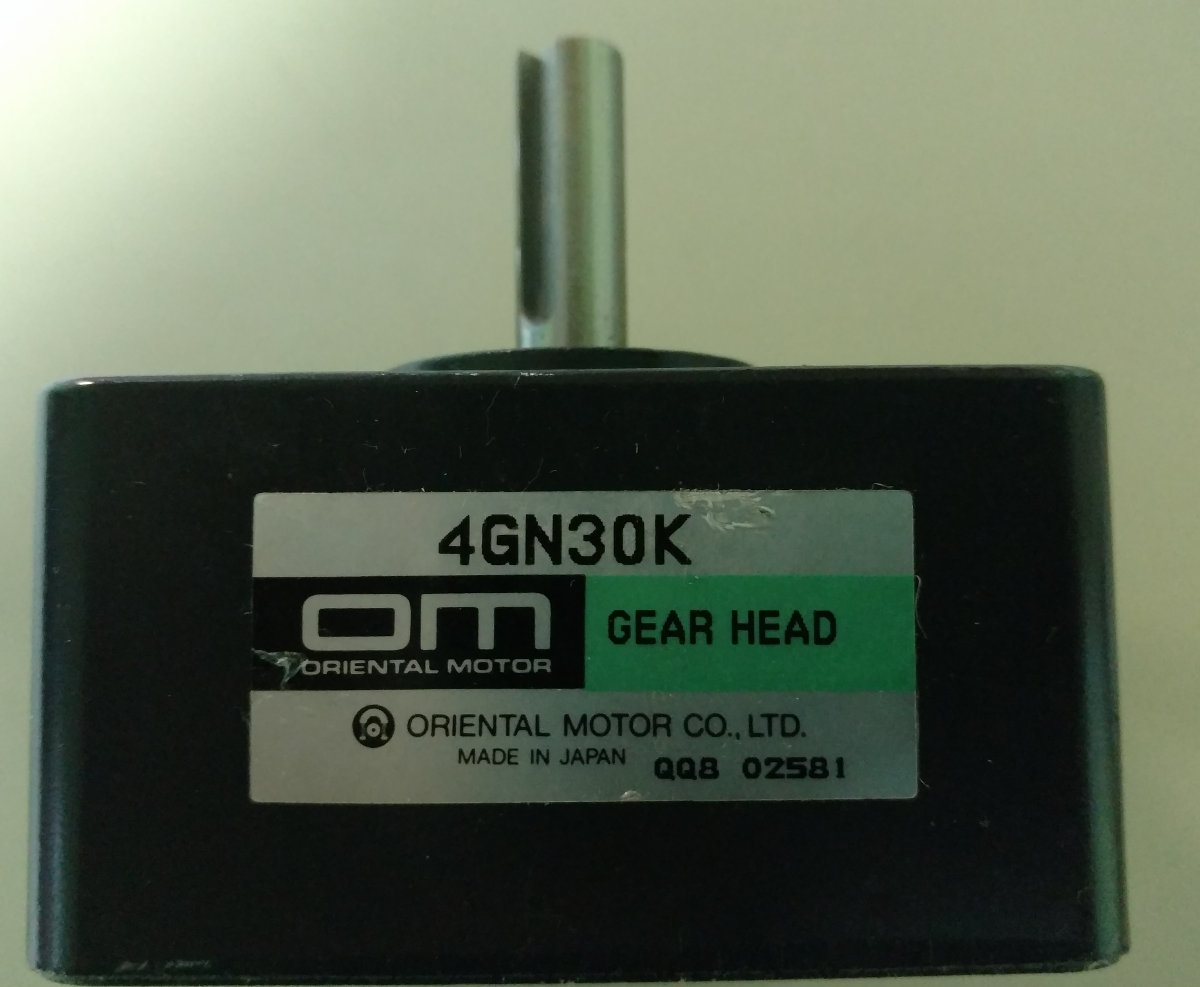 4GN30K
OM
ORIENTAL MOTOR
GEAR HEAD
ORIENTAL MOTOR CO., LTD.
MADE IN JAPAN QQ8 02581